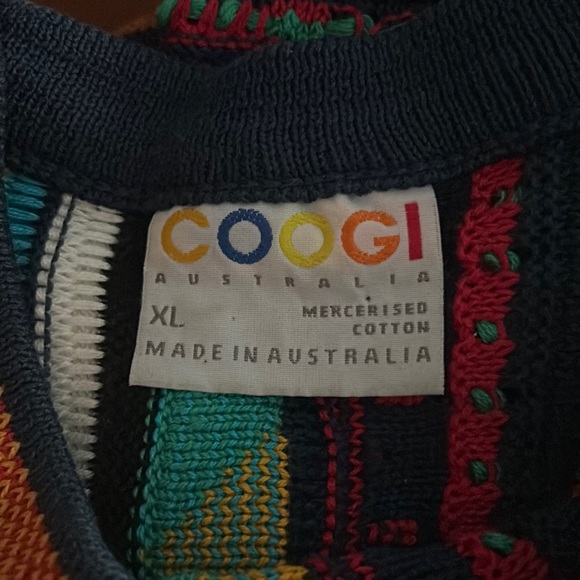 COOGI
AUSTRALIA
XL
MERCERISED
COTTON
MADE IN AUSTRALIA